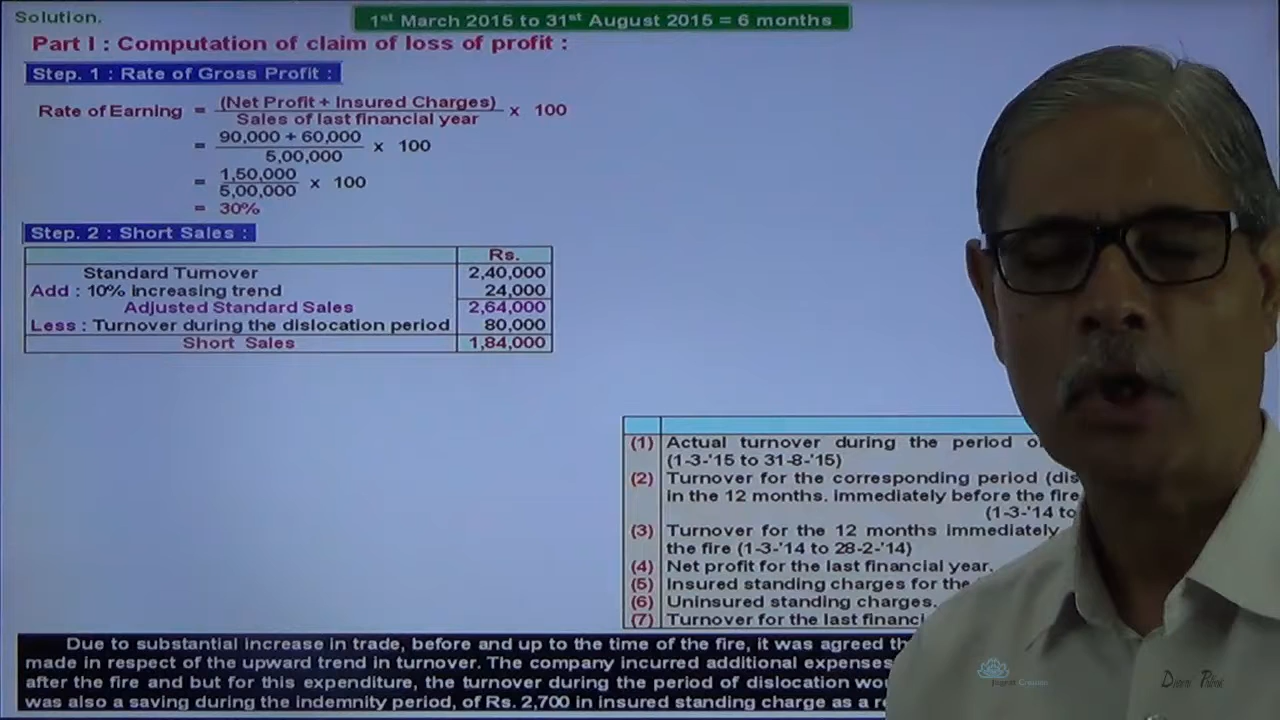 Solution.
1st March 2015 to 31st August 2015 = 6 months
Part I : Computation of claim of loss of profit :
Step. 1 : Rate of Gross Profit :
Rate of Earning = (Net Profit + Insured Charges) / Sales of last financial year x 100
= 90,000 + 60,000 / 5,00,000 x 100
= 1,50,000 / 5,00,000 x 100
= 30%
Step. 2 : Short Sales :
Rs.
Standard Turnover 2,40,000
Add : 10% increasing trend 24,000
Adjusted Standard Sales 2,64,000
Less : Turnover during the dislocation period 80,000
Short Sales 1,84,000
(1) Actual turnover during the period
(1-3-'15 to 31-8-'15)
(2) Turnover for the corresponding period (dis
in the 12 months. immediately before the fire
(1-3-'14 to
(3) Turnover for the 12 months immediately
the fire (1-3-'14 to 28-2-'14)
(4) Net profit for the last financial year.
(5) Insured standing charges for the
(6) Uninsured standing charges.
(7) Turnover for the last financi
Due to substantial increase in trade, before and up to the time of the fire, it was agreed th
made in respect of the upward trend in turnover. The company incurred additional expenses
after the fire and but for this expenditure, the turnover during the period of dislocation wo
was also a saving during the indemnity period, of Rs. 2,700 in insured standing charge as a